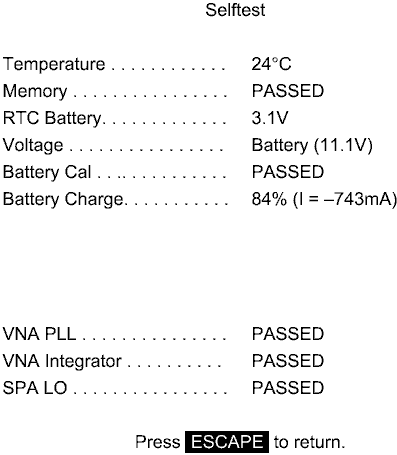 Selftest
Temperature . . . . . . . . . . . . 24°C
Memory . . . . . . . . . . . . . . . . PASSED
RTC Battery. . . . . . . . . . . . . 3.1V
Voltage . . . . . . . . . . . . . . . . Battery (11.1V)
Battery Cal . . .. . . . . . . . . . . PASSED
Battery Charge. . . . . . . . . . . 84% (I = –743mA)
VNA PLL . . . . . . . . . . . . . . . PASSED
VNA Integrator . . . . . . . . . . PASSED
SPA LO . . . . . . . . . . . . . . . . PASSED
Press ESCAPE to return.